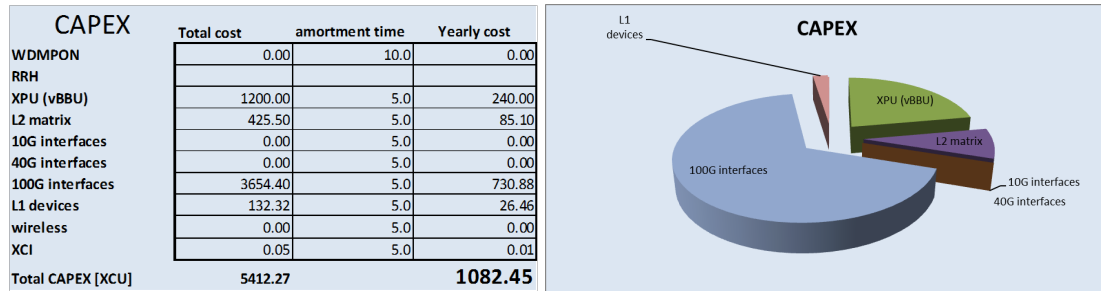 CAPEX
Total cost amortment time Yearly cost
WDMPON 0.00 10.0 0.00
RRH
XPU (vBBU) 1200.00 5.0 240.00
L2 matrix 425.50 5.0 85.10
10G interfaces 0.00 5.0 0.00
40G interfaces 0.00 5.0 0.00
100G interfaces 3654.40 5.0 730.88
L1 devices 132.32 5.0 26.46
wireless 0.00 5.0 0.00
XCI 0.05 5.0 0.01
Total CAPEX [XCU] 5412.27 1082.45
CAPEX
L1
devices
XPU (vBBU)
L2 matrix
100G interfaces
10G interfaces
40G interfaces